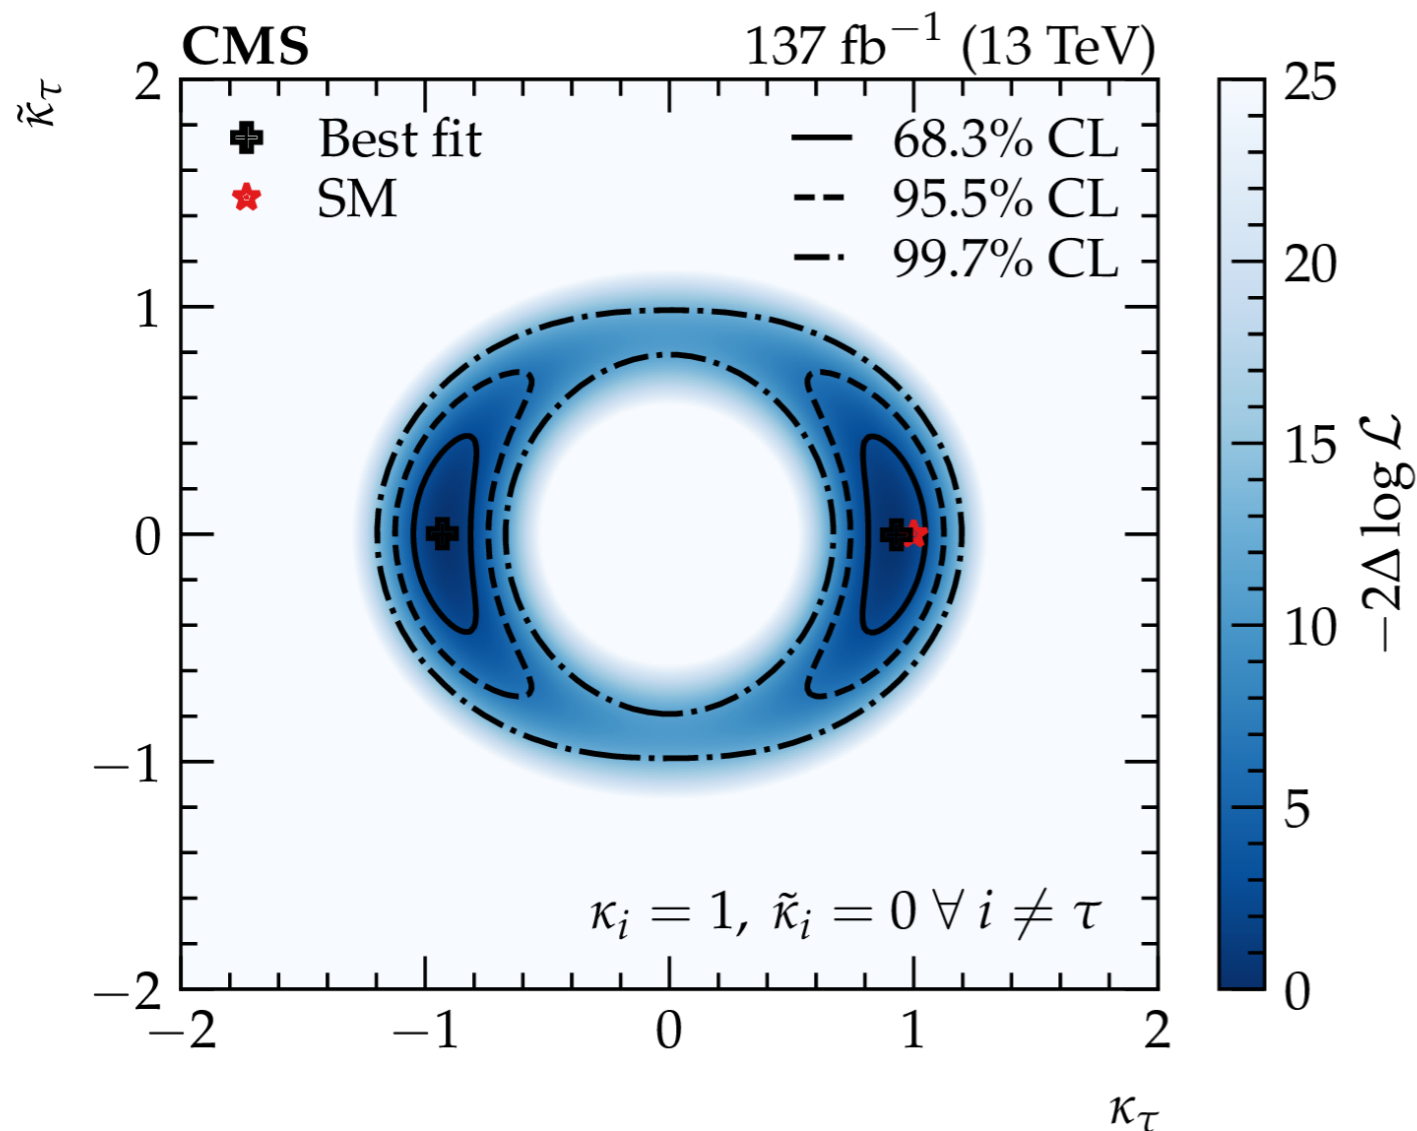 CMS 137 fb⁻¹ (13 TeV)
κ̃τ
Best fit
SM
68.3% CL
95.5% CL
99.7% CL
2
1
0
−1
−2
−2 −1 0 1 2
κτ
κᵢ = 1, κ̃ᵢ = 0 ∀ i ≠ τ
25
20
15
10
5
0
−2Δ log ℒ